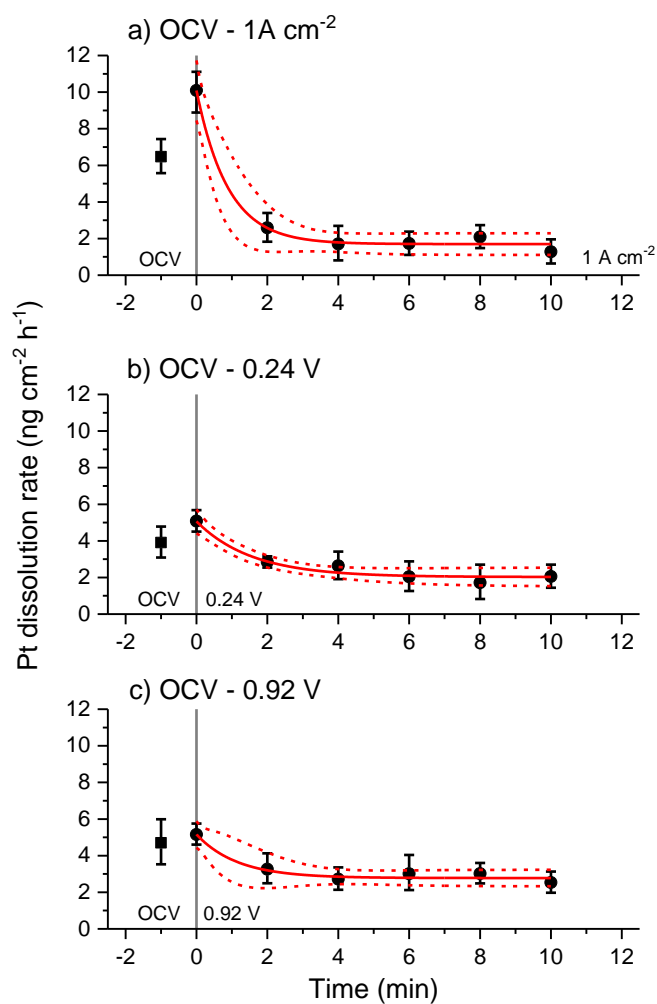 a) OCV - 1A cm⁻²
12
10
8
6
4
2
0
OCV
1 A cm⁻²
-2 0 2 4 6 8 10 12
b) OCV - 0.24 V
12
10
8
6
4
2
0
OCV 0.24 V
-2 0 2 4 6 8 10 12
c) OCV - 0.92 V
12
10
8
6
4
2
0
OCV 0.92 V
-2 0 2 4 6 8 10 12
Time (min)
Pt dissolution rate (ng cm⁻² h⁻¹)